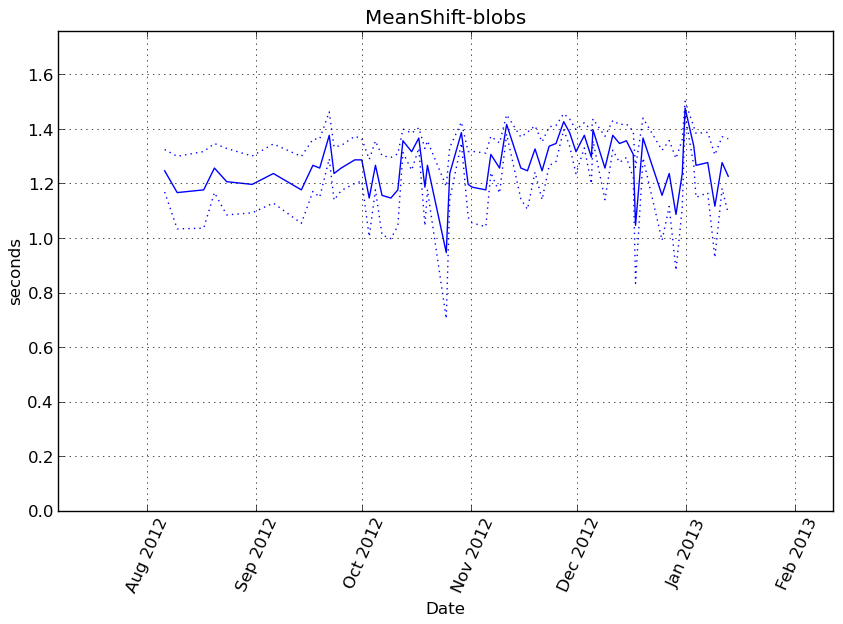 MeanShift-blobs
seconds
1.6
1.4
1.2
1.0
0.8
0.6
0.4
0.2
0.0
Aug 2012
Sep 2012
Oct 2012
Nov 2012
Dec 2012
Jan 2013
Feb 2013
Date